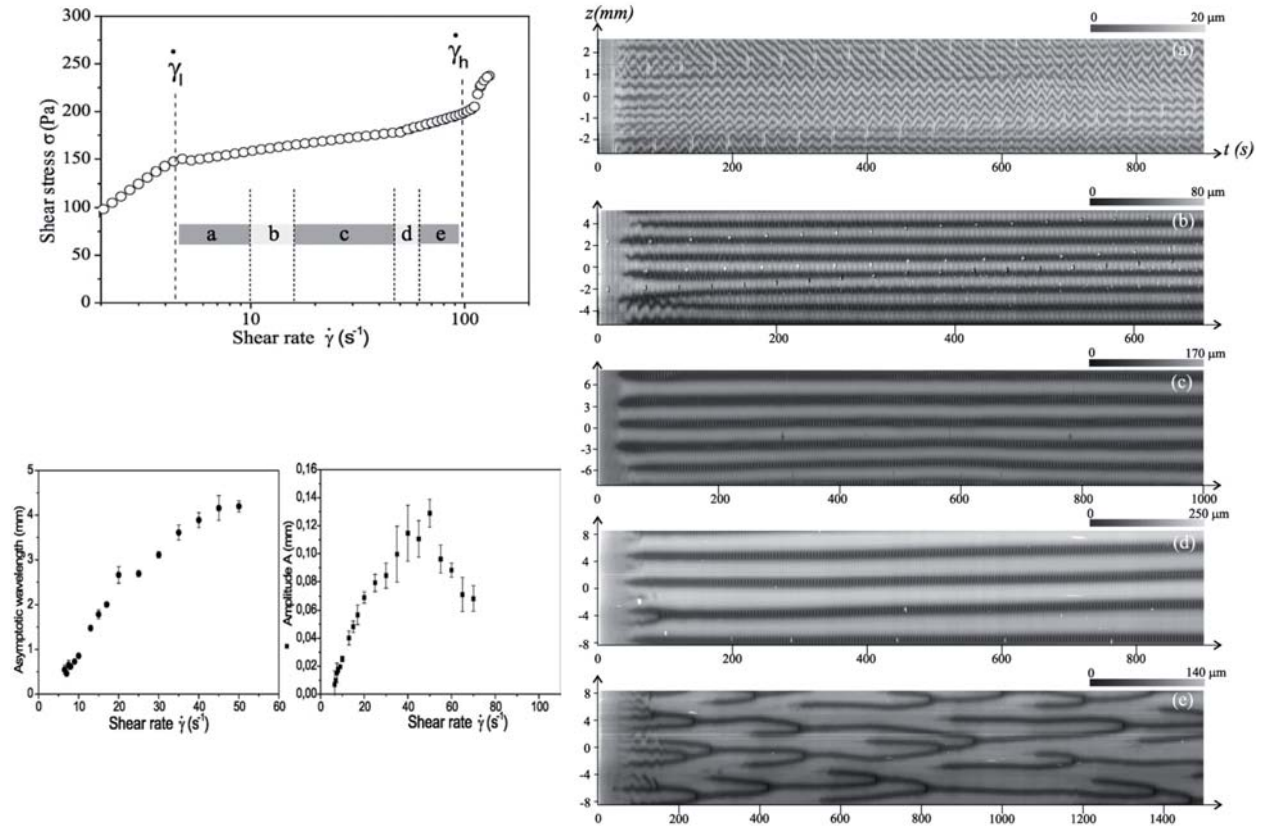 300
250
200
150
100
50
0
Shear stress σ (Pa)
γ̇l
γ̇h
a b c d e
10 100
Shear rate γ̇ (s-1)
5
4
3
2
1
0
Asymptotic wavelength (mm)
0 10 20 30 40 50 60
Shear rate γ̇ (s-1)
0,16
0,14
0,12
0,10
0,08
0,06
0,04
0,02
0,00
Amplitude A (mm)
0 20 40 60 80 100
Shear rate γ̇ (s-1)
z(mm)
0 20 μm
(a)
2
1
0
-1
-2
0 200 400 600 800 t (s)
0 80 μm
(b)
4
2
0
-2
-4
0 200 400 600
0 170 μm
(c)
6
3
0
-3
-6
0 200 400 600 800 1000
0 250 μm
(d)
8
4
0
-4
-8
0 200 400 600 800
0 140 μm
(e)
8
4
0
-4
-8
0 200 400 600 800 1000 1200 1400